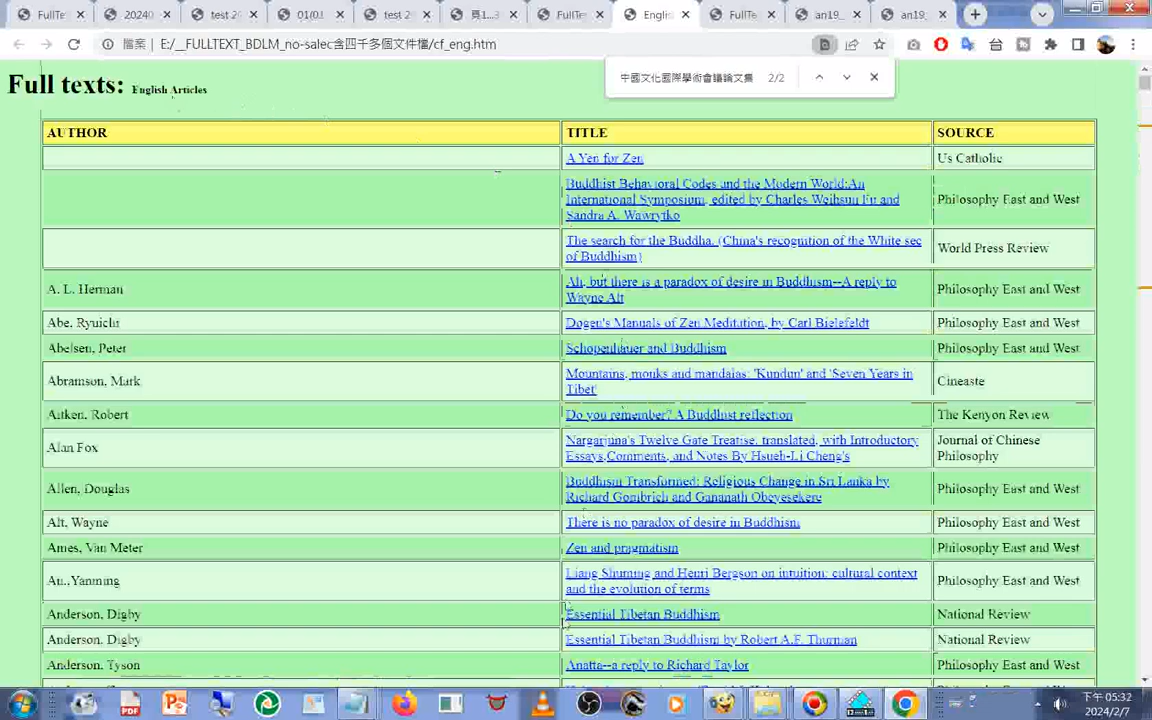 FullTe
20240
test 2
01(01
test 2
頁1...3
FullTe
Englis
FullTe
an19_
an19_
檔案 | E:/__FULLTEXT_BDLM_no-salec含四千多個文件檔/cf_eng.htm
中國文化國際學術會議論文集 2/2
Full texts: English Articles
AUTHOR TITLE SOURCE
A Yen for Zen Us Catholic
Buddhist Behavioral Codes and the Modern World:An
International Symposium, edited by Charles Weihsun Fu and
Sandra A. Wawrytko
Philosophy East and West
The search for the Buddha. (China's recognition of the White sec
of Buddhism)
World Press Review
A. L. Herman
Ah, but there is a paradox of desire in Buddhism--A reply to
Wayne Alt
Philosophy East and West
Abe, Ryuichi Dogen's Manuals of Zen Meditation, by Carl Bielefeldt Philosophy East and West
Abelsen, Peter Schopenhauer and Buddhism Philosophy East and West
Abramson, Mark
Mountains, monks and mandalas: 'Kundun' and 'Seven Years in
Tibet'
Cineaste
Aitken, Robert Do you remember? A Buddhist reflection The Kenyon Review
Alan Fox
Nargarjuna's Twelve Gate Treatise. translated, with Introductory
Essays,Comments, and Notes By Hsueh-Li Cheng's
Journal of Chinese
Philosophy
Allen, Douglas
Buddhism Transformed: Religious Change in Sri Lanka by
Richard Gombrich and Gananath Obeyesekere
Philosophy East and West
Alt, Wayne There is no paradox of desire in Buddhism. Philosophy East and West
Ames, Van Meter Zen and pragmatism Philosophy East and West
An.,Yanming
Liang Shuming and Henri Bergson on intuition: cultural context
and the evolution of terms
Philosophy East and West
Anderson, Digby Essential Tibetan Buddhism National Review
Anderson, Digby Essential Tibetan Buddhism by Robert A.F. Thurman National Review
Anderson, Tyson Anatta--a reply to Richard Taylor Philosophy East and West
下午 05:32
2024/2/7